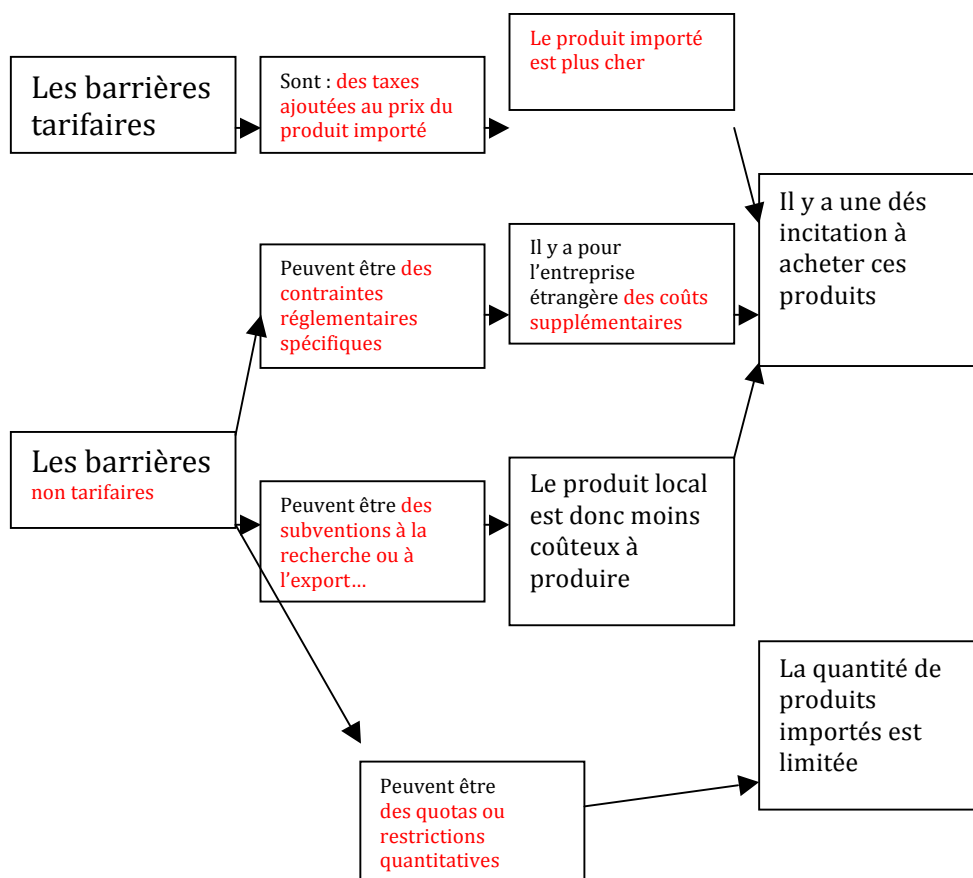 Les barrières
tarifaires
Sont : des taxes
ajoutées au prix du
produit importé
Le produit importé
est plus cher
Il y a une dés
incitation à
acheter ces
produits
Peuvent être des
contraintes
réglementaires
spécifiques
Il y a pour
l’entreprise
étrangère des coûts
supplémentaires
Les barrières
non tarifaires
Peuvent être des
subventions à la
recherche ou à
l’export…
Le produit local
est donc moins
coûteux à
produire
La quantité de
produits
importés est
limitée
Peuvent être
des quotas ou
restrictions
quantitatives